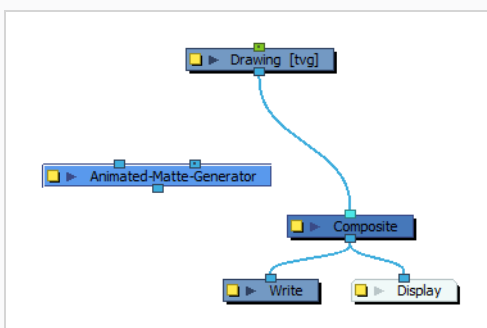 Drawing [tvg]
Animated-Matte-Generator
Composite
Write
Display